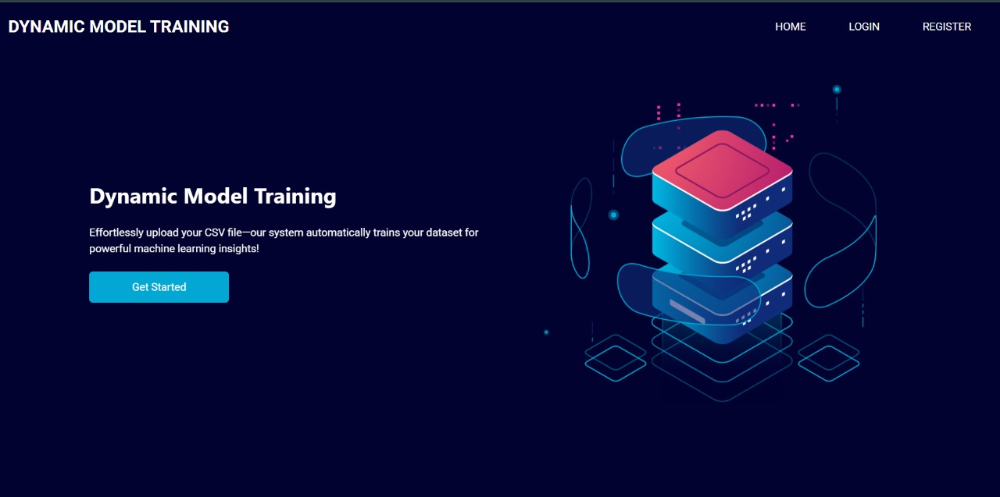 DYNAMIC MODEL TRAINING
HOME
LOGIN
REGISTER
Dynamic Model Training
Effortlessly upload your CSV file—our system automatically trains your dataset for
powerful machine learning insights!
Get Started